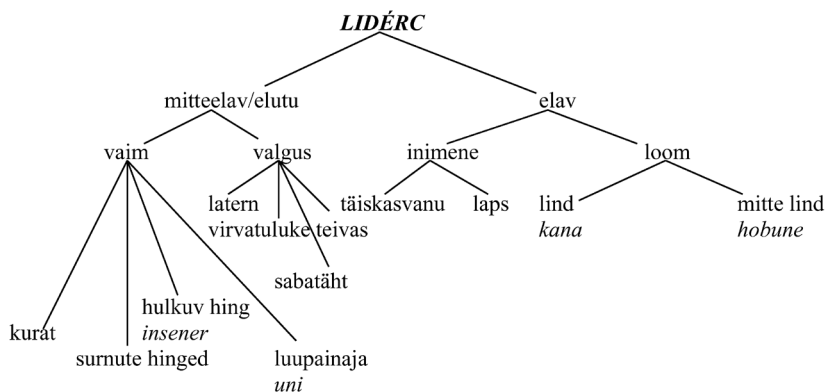 LIDÉRC
mitteelav/elutu elav
vaim valgus inimene loom
latern täiskasvanu laps lind mitte lind
virvatuluke teivas kana hobune
sabatäht
hulkuv hing
kurat insener
surnute hinged luupainaja
uni